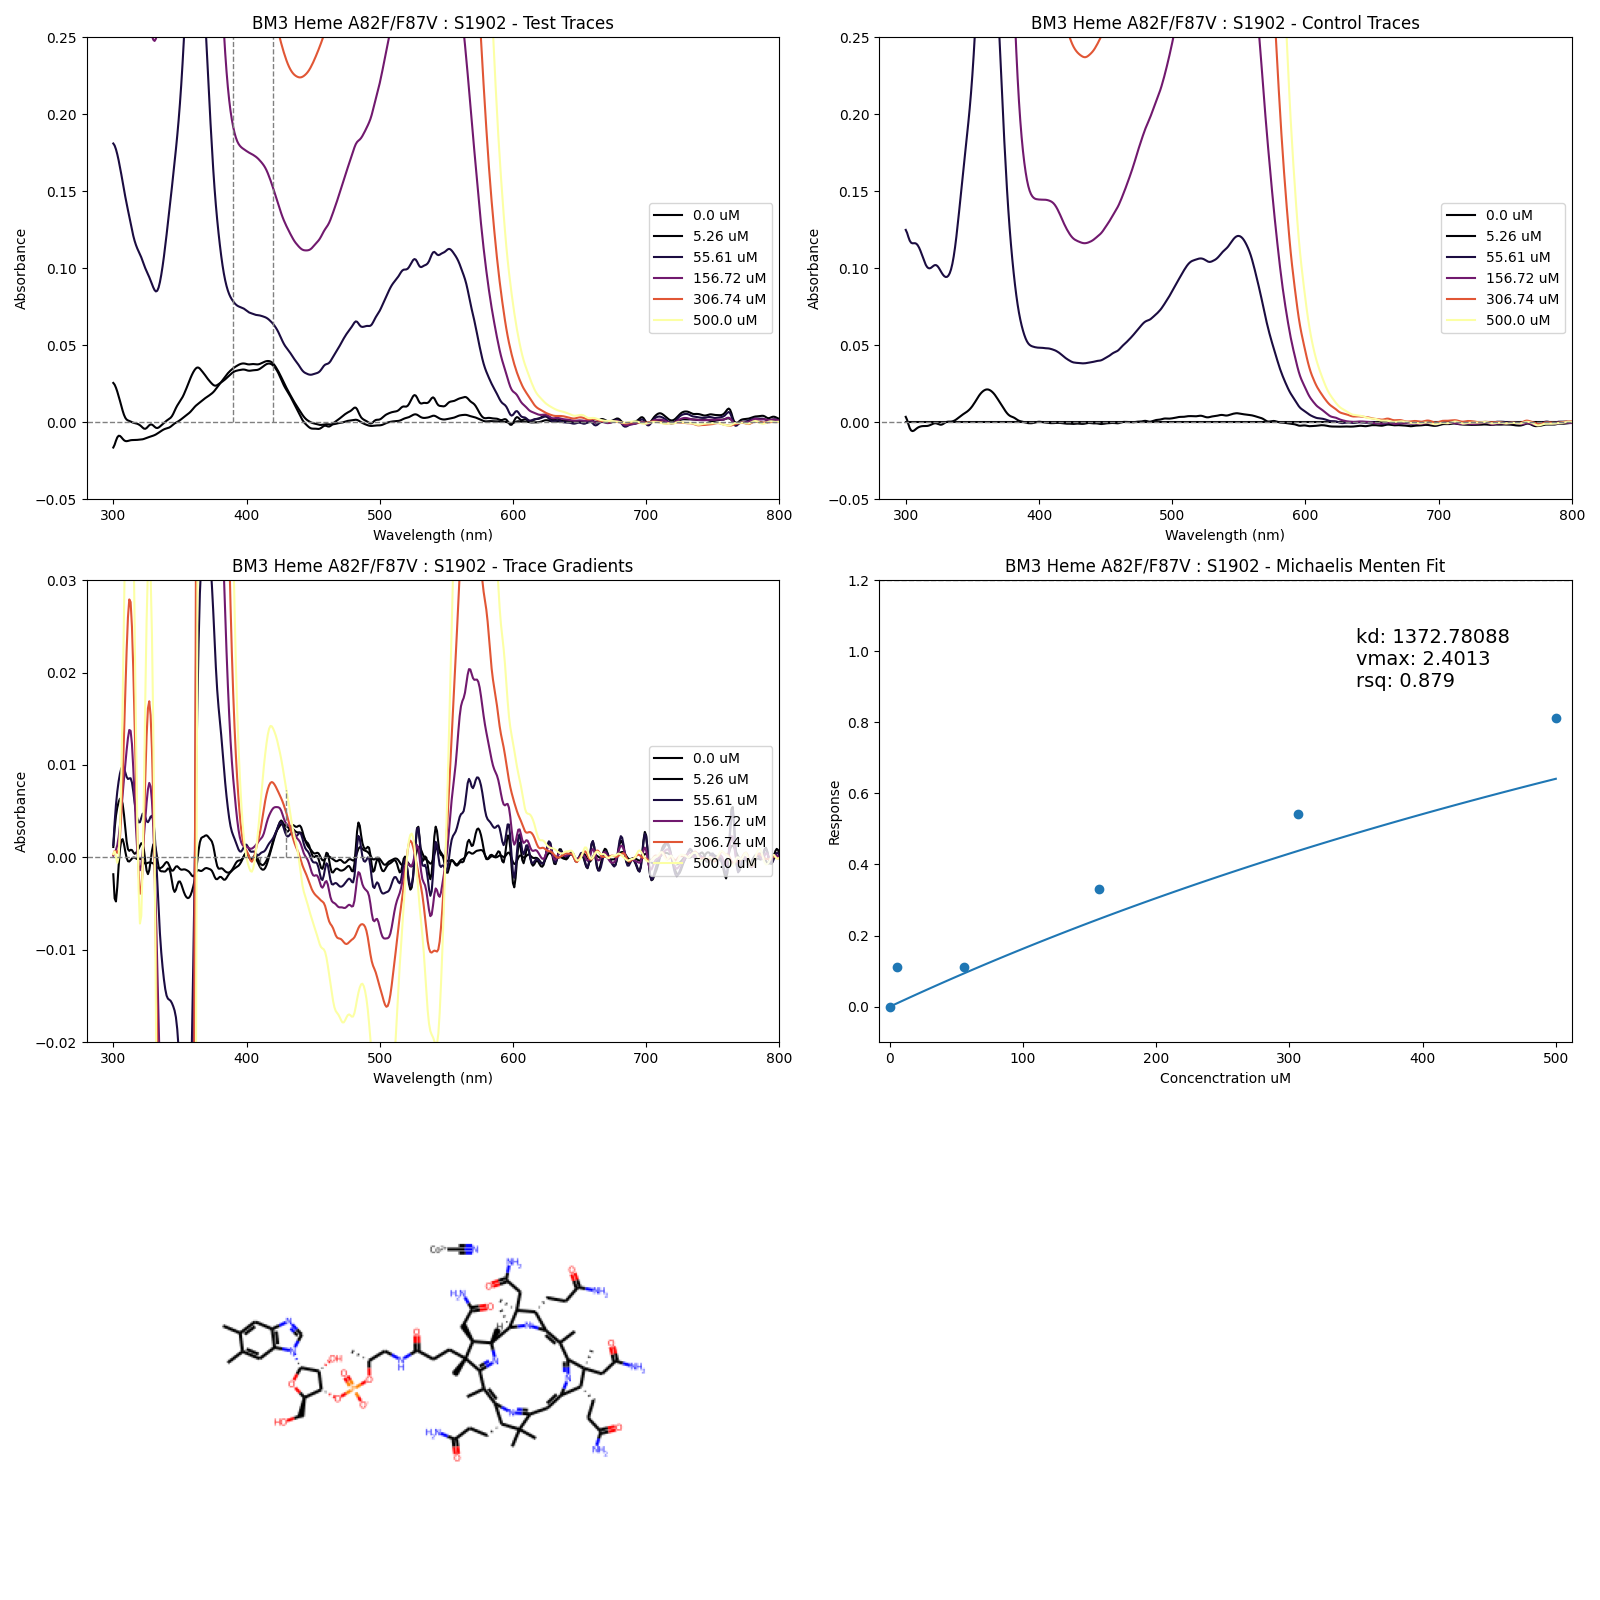 BM3 Heme A82F/F87V : S1902 - Test Traces
0.25
0.20
0.15
0.10
0.05
0.00
−0.05
Absorbance
0.0 uM
5.26 uM
55.61 uM
156.72 uM
306.74 uM
500.0 uM
300 400 500 600 700 800
Wavelength (nm)
BM3 Heme A82F/F87V : S1902 - Control Traces
0.25
0.20
0.15
0.10
0.05
0.00
−0.05
Absorbance
0.0 uM
5.26 uM
55.61 uM
156.72 uM
306.74 uM
500.0 uM
300 400 500 600 700 800
Wavelength (nm)
BM3 Heme A82F/F87V : S1902 - Trace Gradients
0.03
0.02
0.01
0.00
−0.01
−0.02
Absorbance
0.0 uM
5.26 uM
55.61 uM
156.72 uM
306.74 uM
500.0 uM
300 400 500 600 700 800
Wavelength (nm)
BM3 Heme A82F/F87V : S1902 - Michaelis Menten Fit
1.2
1.0
0.8
0.6
0.4
0.2
0.0
Response
kd: 1372.78088
vmax: 2.4013
rsq: 0.879
0 100 200 300 400 500
Concenctration uM